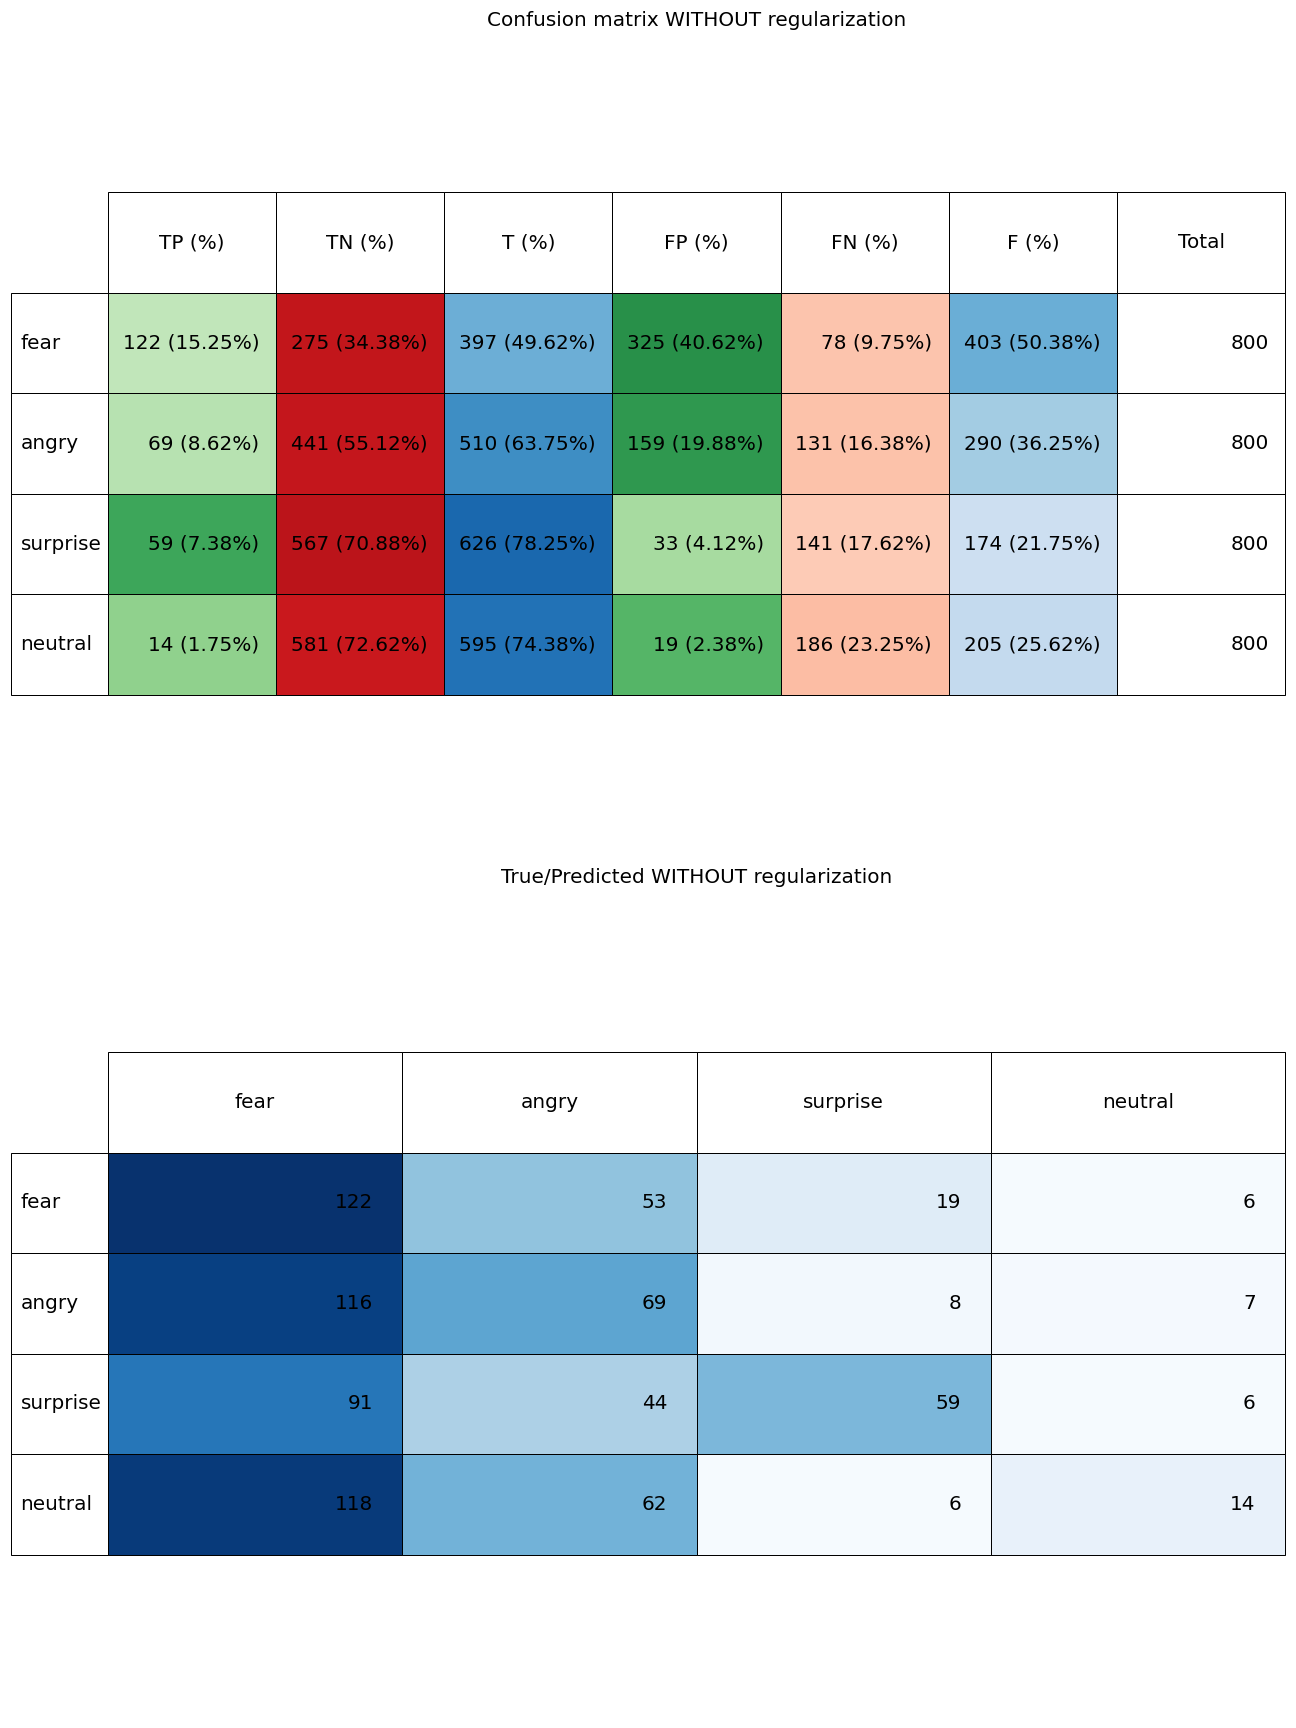 Confusion matrix WITHOUT regularization
TP (%) TN (%) T (%) FP (%) FN (%) F (%) Total
fear 122 (15.25%) 275 (34.38%) 397 (49.62%) 325 (40.62%) 78 (9.75%) 403 (50.38%) 800
angry 69 (8.62%) 441 (55.12%) 510 (63.75%) 159 (19.88%) 131 (16.38%) 290 (36.25%) 800
surprise 59 (7.38%) 567 (70.88%) 626 (78.25%) 33 (4.12%) 141 (17.62%) 174 (21.75%) 800
neutral 14 (1.75%) 581 (72.62%) 595 (74.38%) 19 (2.38%) 186 (23.25%) 205 (25.62%) 800
True/Predicted WITHOUT regularization
fear angry surprise neutral
fear 122 53 19 6
angry 116 69 8 7
surprise 91 44 59 6
neutral 118 62 6 14